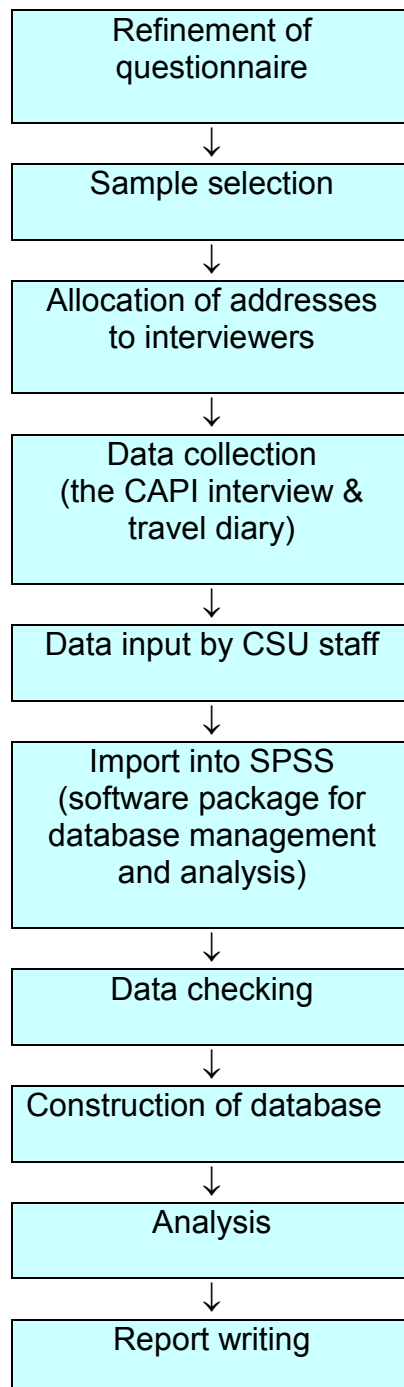 Refinement of
questionnaire
↓
Sample selection
↓
Allocation of addresses
to interviewers
↓
Data collection
(the CAPI interview &
travel diary)
↓
Data input by CSU staff
↓
Import into SPSS
(software package for
database management
and analysis)
↓
Data checking
↓
Construction of database
↓
Analysis
↓
Report writing